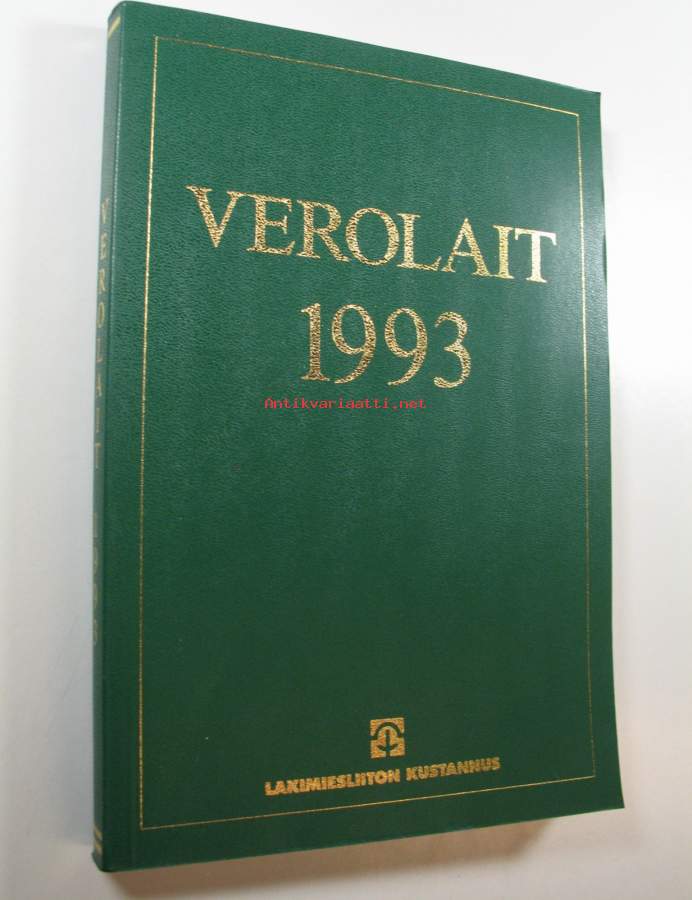 VEROLAIT
1993
Antikvariaatti.net
LAKIMIESLIITON KUSTANNUS
VEROLAIT 1993